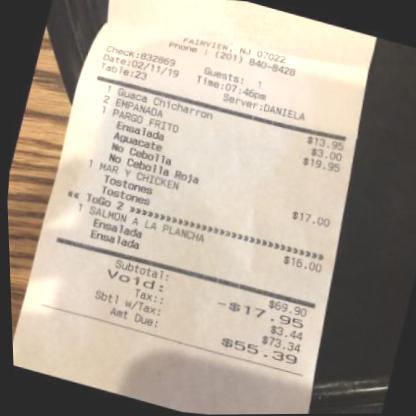 FAIRVIEW, NJ 07022
Phone : (201) 840-8428
Check:832869 Guests: 1
Date:02/11/19 Time:07:46pm
Table:23 Server:DANIELA
1 Guaca Chicharron $13.95
2 EMPANADA $3.00
1 PARGO FRITO $19.95
Ensalada
Aguacate
No Cebolla
No Cebolla Roja
1 MAR Y CHICKEN $17.00
Tostones
Tostones
«« ToGo 2 »»»»»»»»»»»»»»»»»»»»
1 SALMON A LA PLANCHA $16.00
Ensalada
Ensalada
Subtotal: $69.90
Void: -$17.95
Tax:: $3.44
Sbtl w/Tax: $73.34
Amt Due: $55.39